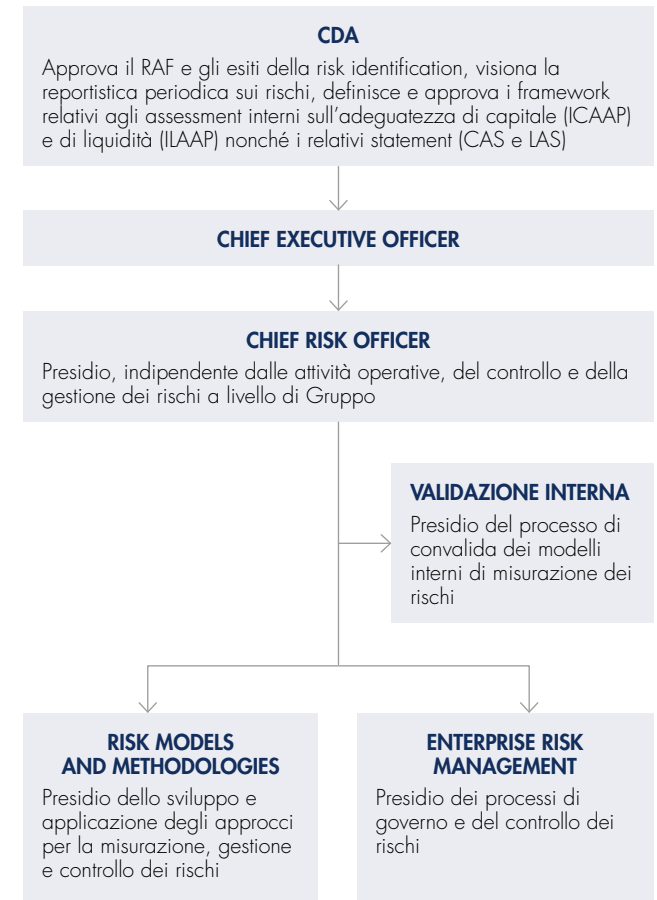 CDA
Approva il RAF e gli esiti della risk identification, visiona la
reportistica periodica sui rischi, definisce e approva i framework
relativi agli assessment interni sull'adeguatezza di capitale (ICAAP)
e di liquidità (ILAAP) nonché i relativi statement (CAS e LAS)
CHIEF EXECUTIVE OFFICER
CHIEF RISK OFFICER
Presidio, indipendente dalle attività operative, del controllo e della
gestione dei rischi a livello di Gruppo
VALIDAZIONE INTERNA
Presidio del processo di
convalida dei modelli
interni di misurazione dei
rischi
RISK MODELS
AND METHODOLOGIES
Presidio dello sviluppo e
applicazione degli approcci
per la misurazione, gestione
e controllo dei rischi
ENTERPRISE RISK
MANAGEMENT
Presidio dei processi di
governo e del controllo dei
rischi